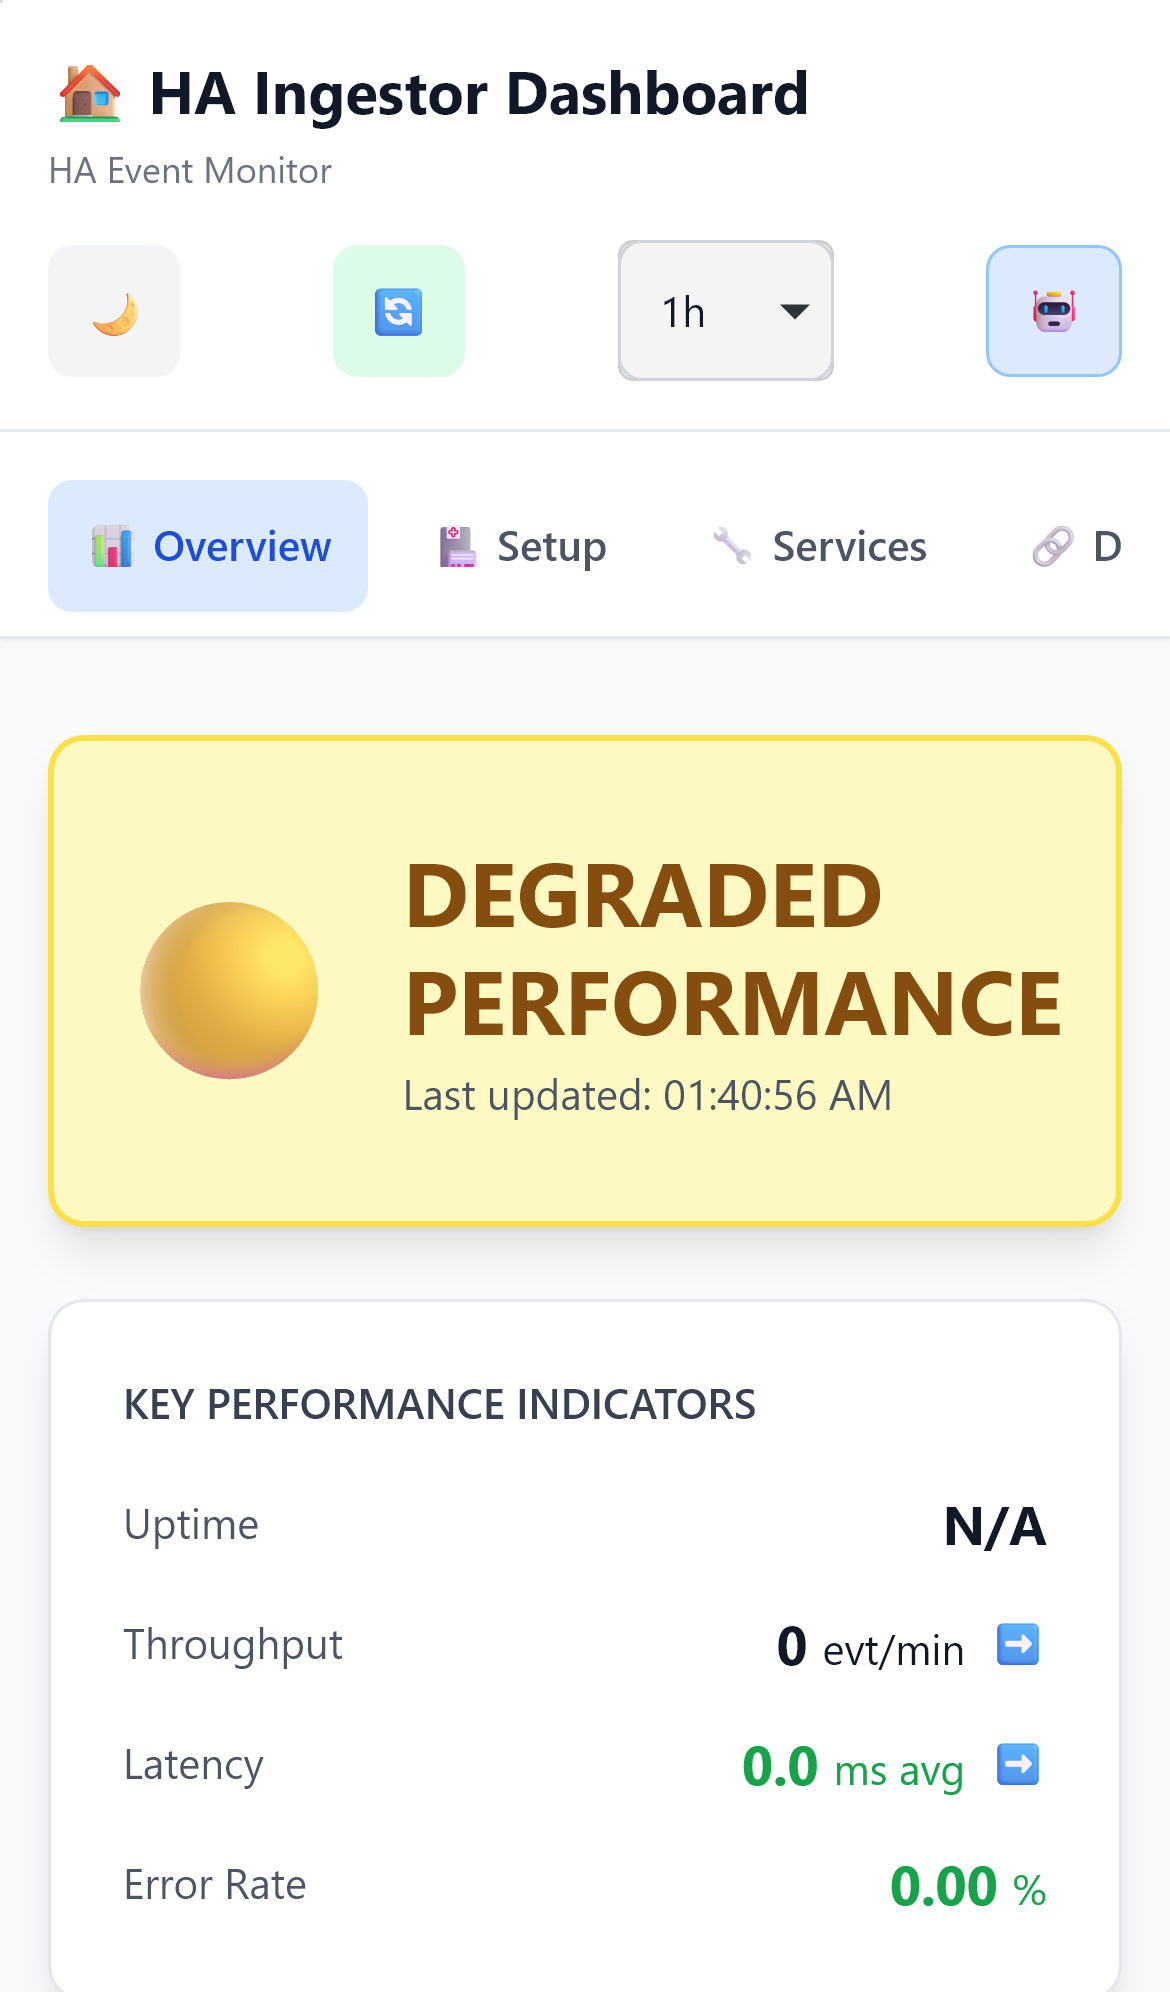 HA Ingestor Dashboard
HA Event Monitor
1h
Overview
Setup
Services
D
DEGRADED
PERFORMANCE
Last updated: 01:40:56 AM
KEY PERFORMANCE INDICATORS
Uptime
N/A
Throughput
0 evt/min
Latency
0.0 ms avg
Error Rate
0.00 %